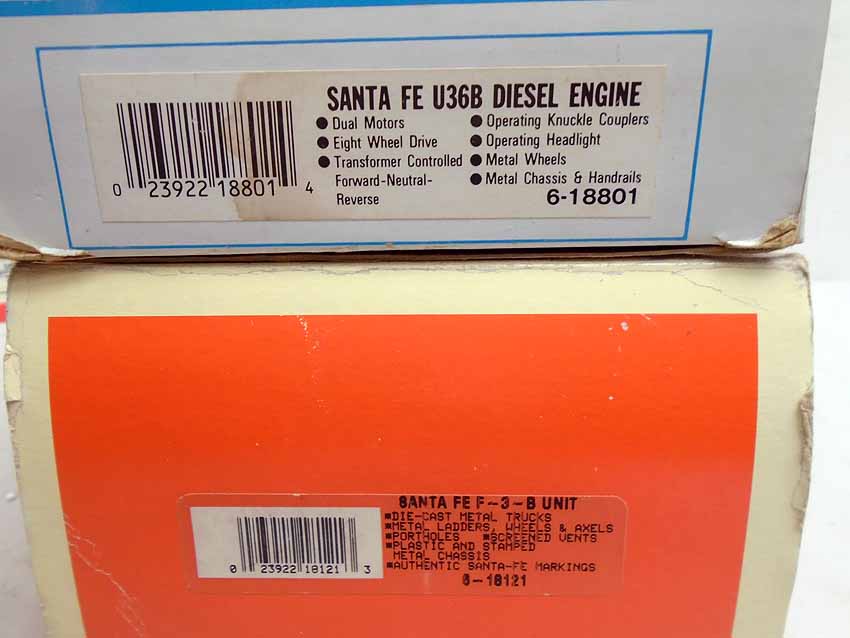 SANTA FE U36B DIESEL ENGINE
● Dual Motors
● Eight Wheel Drive
● Transformer Controlled
Forward-Neutral-
Reverse
● Operating Knuckle Couplers
● Operating Headlight
● Metal Wheels
● Metal Chassis & Handrails
6-18801
0 23922 18801 4
SANTA FE F-3-B UNIT
■DIE-CAST METAL TRUCKS
■METAL LADDERS, WHEELS & AXELS
■PORTHOLES ■SCREENED VENTS
■PLASTIC AND STAMPED
METAL CHASSIS
■AUTHENTIC SANTA-FE MARKINGS
6-18121
0 23922 18121 3